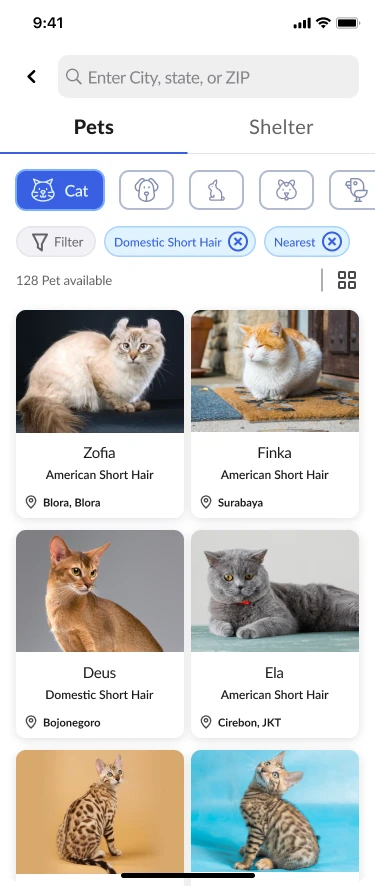 9:41
Enter City, state, or ZIP
Pets
Shelter
Cat
Filter
Domestic Short Hair
Nearest
128 Pet available
Zofia
American Short Hair
Blora, Blora
Finka
American Short Hair
Surabaya
Deus
Domestic Short Hair
Bojonegoro
Ela
American Short Hair
Cirebon, JKT